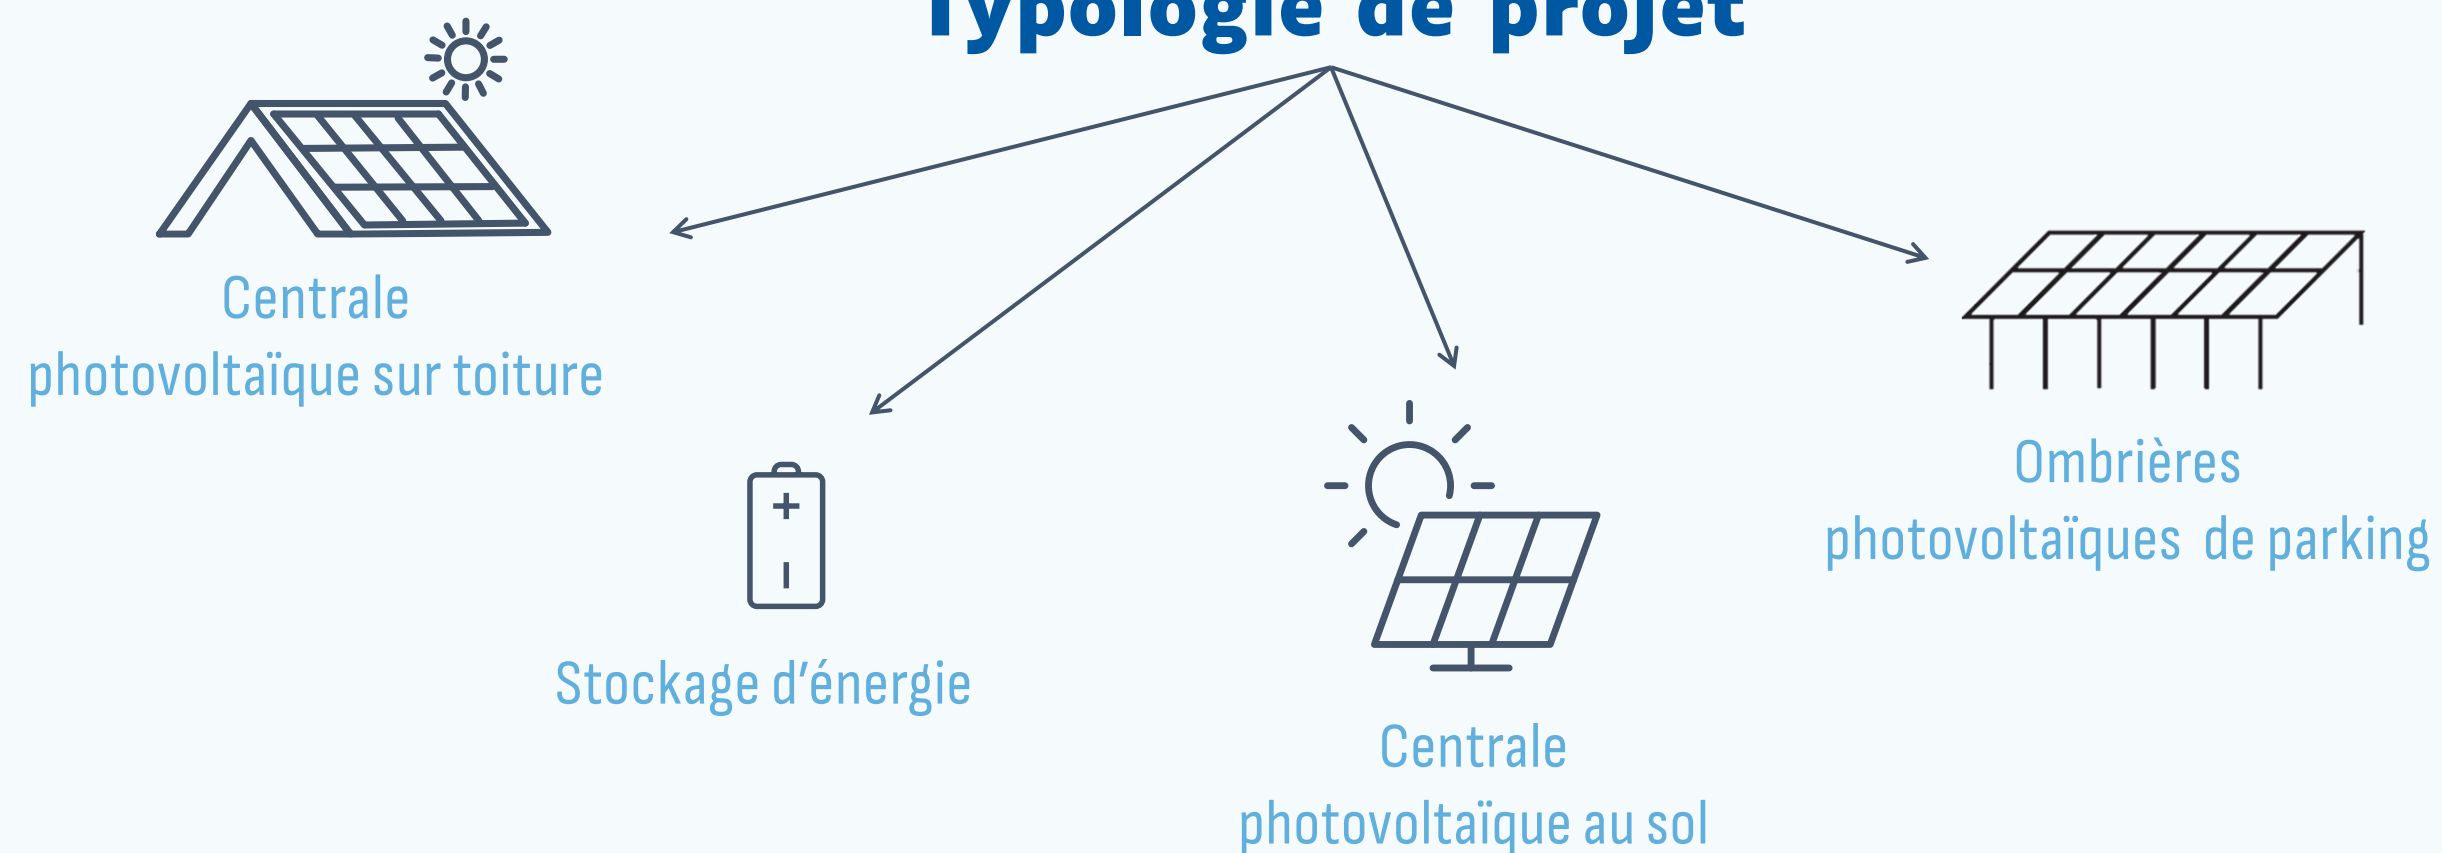 Typologie de projet
Centrale
photovoltaïque sur toiture
Ombrières
photovoltaïques de parking
Stockage d’énergie
Centrale
photovoltaïque au sol